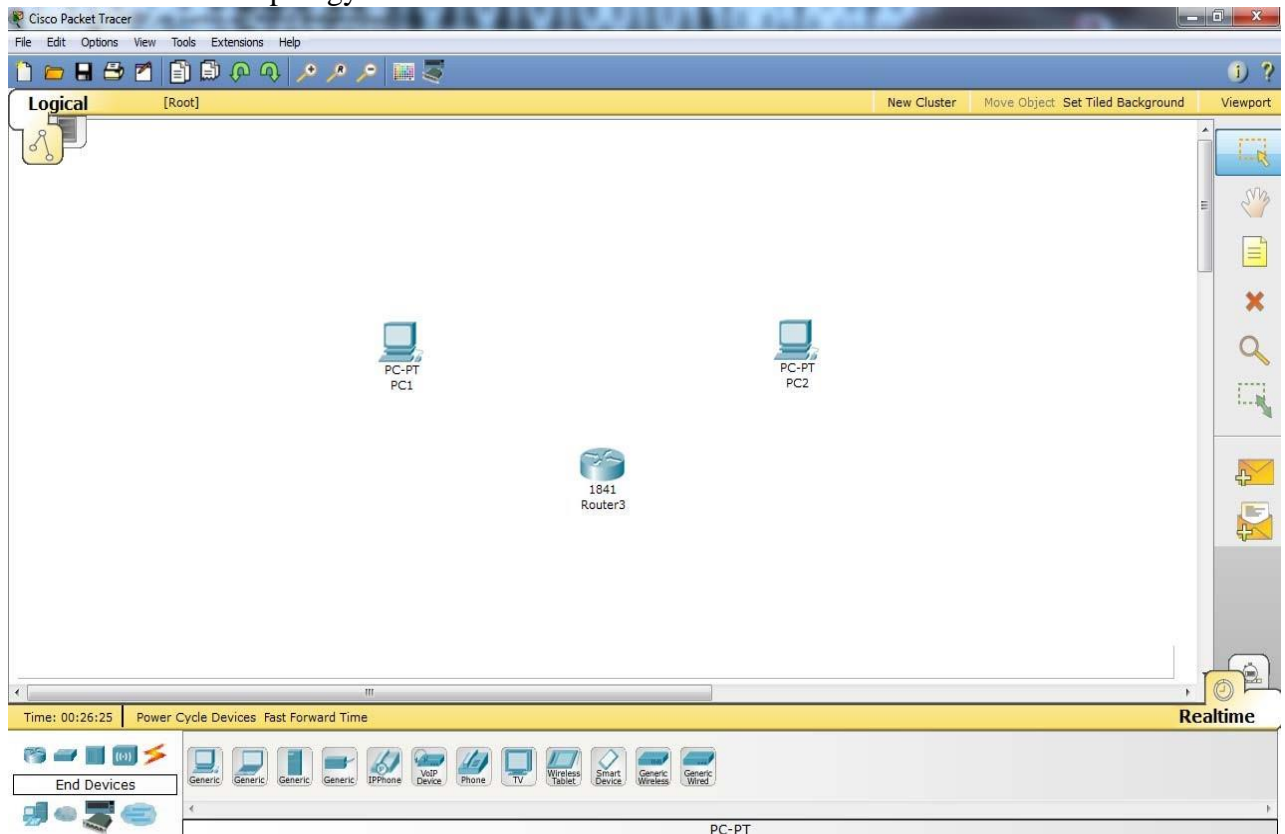 Cisco Packet Tracer
File Edit Options View Tools Extensions Help
Logical [Root] New Cluster Move Object Set Tiled Background Viewport
PC-PT
PC1
PC-PT
PC2
1841
Router3
Time: 00:26:25 Power Cycle Devices Fast Forward Time Realtime
End Devices
Generic Generic Generic Generic IPPhone VoIP Device Phone TV Wireless Tablet Smart Device Generic Wireless Generic Wired
PC-PT